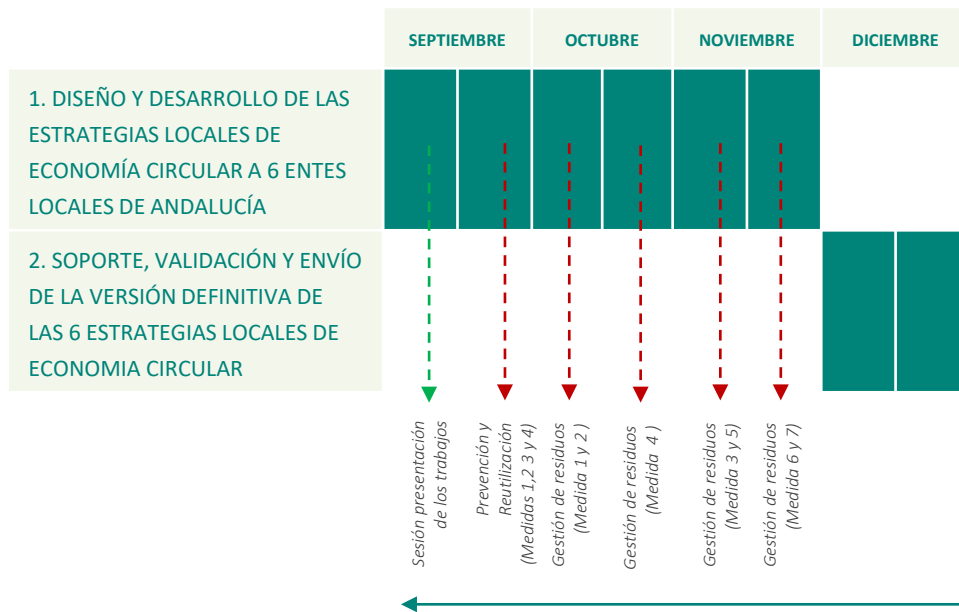 SEPTIEMBRE OCTUBRE NOVIEMBRE DICIEMBRE
1. DISEÑO Y DESARROLLO DE LAS
ESTRATEGIAS LOCALES DE
ECONOMÍA CIRCULAR A 6 ENTES
LOCALES DE ANDALUCÍA
2. SOPORTE, VALIDACIÓN Y ENVÍO
DE LA VERSIÓN DEFINITIVA DE
LAS 6 ESTRATEGIAS LOCALES DE
ECONOMIA CIRCULAR
Sesión presentación
de los trabajos
Prevención y
Reutilización
(Medidas 1,2 3 y 4)
Gestión de residuos
(Medida 1 y 2 )
Gestión de residuos
(Medida 4 )
Gestión de residuos
(Medida 3 y 5)
Gestión de residuos
(Medida 6 y 7)